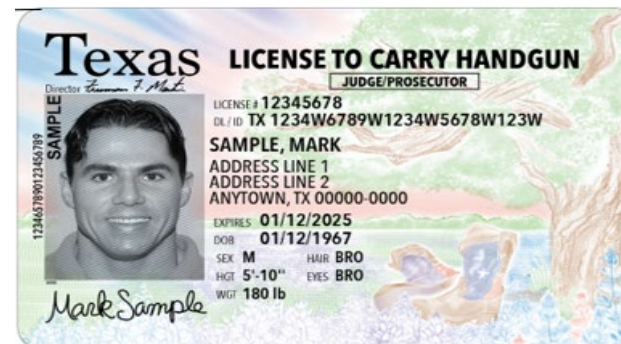 Texas
LICENSE TO CARRY HANDGUN
JUDGE/PROSECUTOR
Director
LICENSE # 12345678
DL / ID TX 1234W6789W1234W5678W123W
SAMPLE, MARK
ADDRESS LINE 1
ADDRESS LINE 2
ANYTOWN, TX 00000-0000
EXPIRES 01/12/2025
DOB 01/12/1967
SEX M HAIR BRO
HGT 5'-10" EYES BRO
WGT 180 lb
SAMPLE
1234657890123456789
Mark Sample